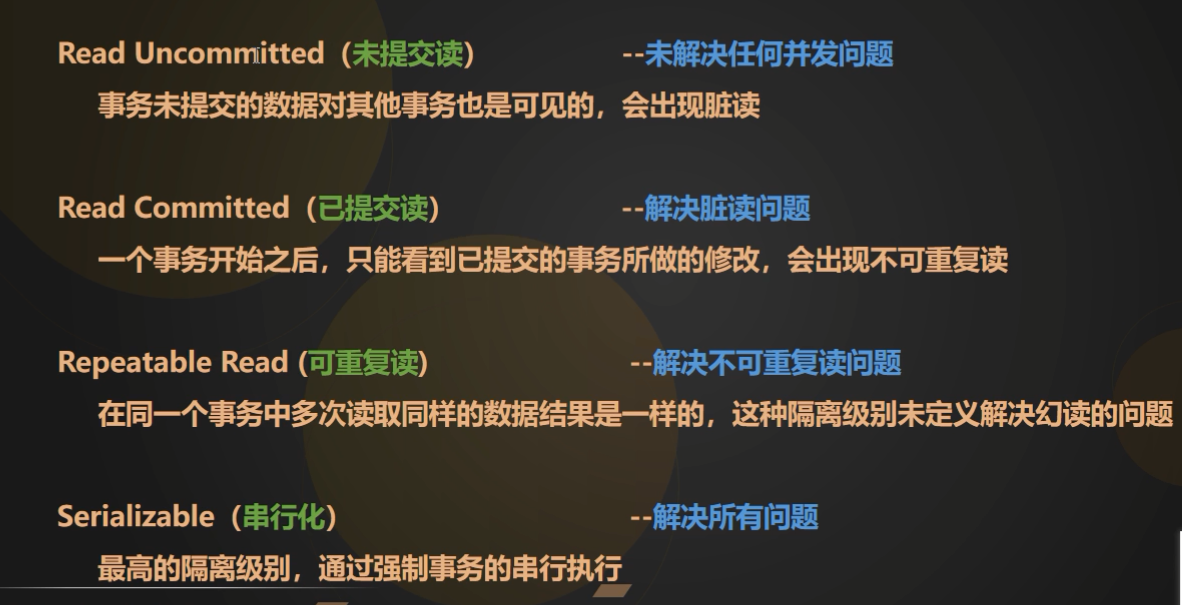 Read Uncommitted（未提交读） --未解决任何并发问题
事务未提交的数据对其他事务也是可见的，会出现脏读
Read Committed（已提交读） --解决脏读问题
一个事务开始之后，只能看到已提交的事务所做的修改，会出现不可重复读
Repeatable Read (可重复读) --解决不可重复读问题
在同一个事务中多次读取同样的数据结果是一样的，这种隔离级别未定义解决幻读的问题
Serializable（串行化） --解决所有问题
最高的隔离级别，通过强制事务的串行执行